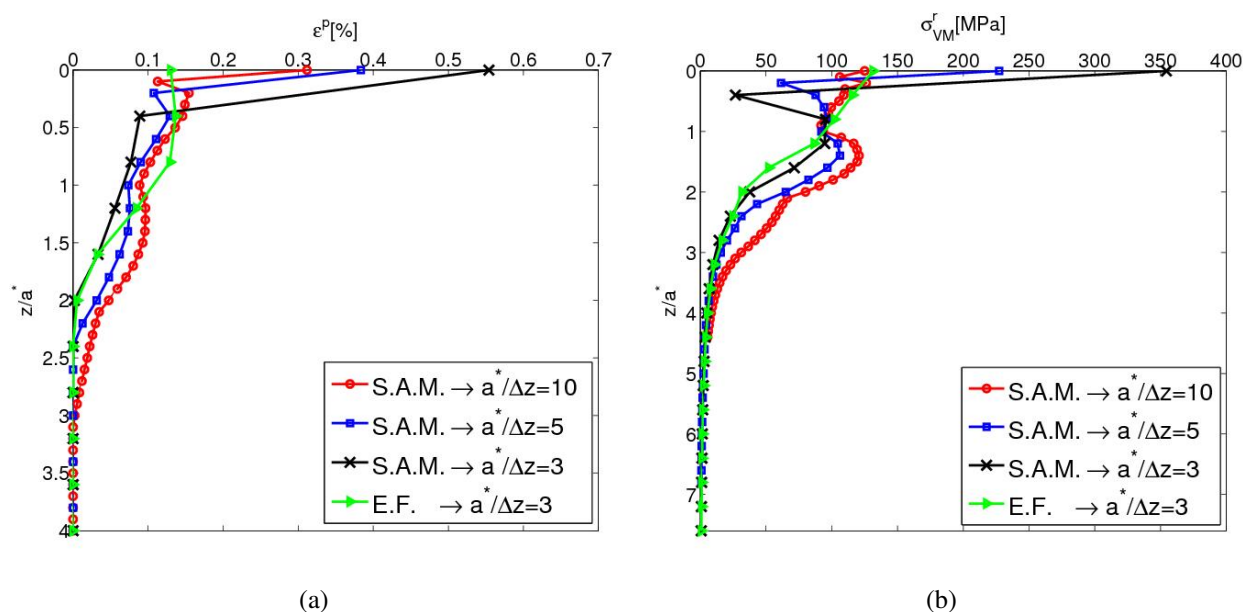 ε^p[%]
0 0.1 0.2 0.3 0.4 0.5 0.6 0.7
0
0.5
1
1.5
2
2.5
3
3.5
4
z/a*
S.A.M. → a*/Δz=10
S.A.M. → a*/Δz=5
S.A.M. → a*/Δz=3
E.F. → a*/Δz=3
(a)
σ^r_VM[MPa]
0 50 100 150 200 250 300 350 400
0
1
2
3
4
5
6
7
z/a*
S.A.M. → a*/Δz=10
S.A.M. → a*/Δz=5
S.A.M. → a*/Δz=3
E.F. → a*/Δz=3
(b)